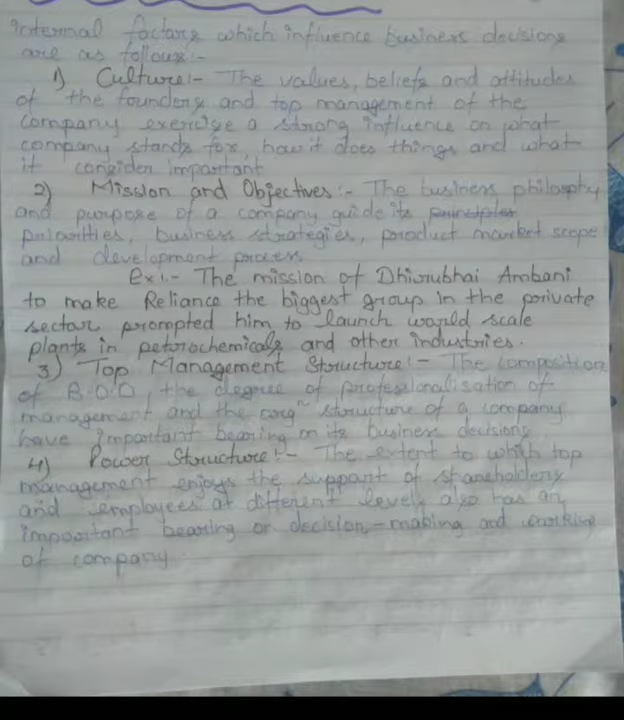 Internal factors which influence business decisions
are as follows:-
1) Culture:- The values, beliefs and attitudes
of the founders and top management of the
company exercise a strong influence on what
company stands for, how it does things and what
it consider important
2) Mission and Objectives:- The business philosophy
and purpose of a company guide its principles
priorities, business strategies, product market scope
and development process
Ex:- The mission of Dhirubhai Ambani
to make Reliance the biggest group in the private
sector prompted him to launch world scale
plants in petrochemicals and other industries.
3) Top Management Structure:- The composition
of B.O.D, the degree of professionalisation of
management and the orgⁿ structure of a company
have important bearing on its business decisions
4) Power Structure:- The extent to which top
management enjoys the support of shareholders
and employees at different levels also has an
important bearing or decision-making and working
of company.